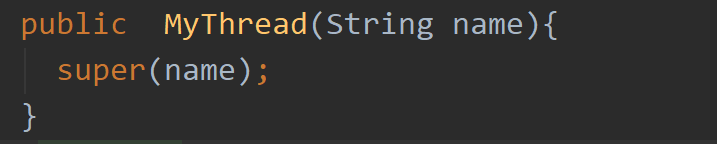 public  MyThread(String name){
  super(name);
}